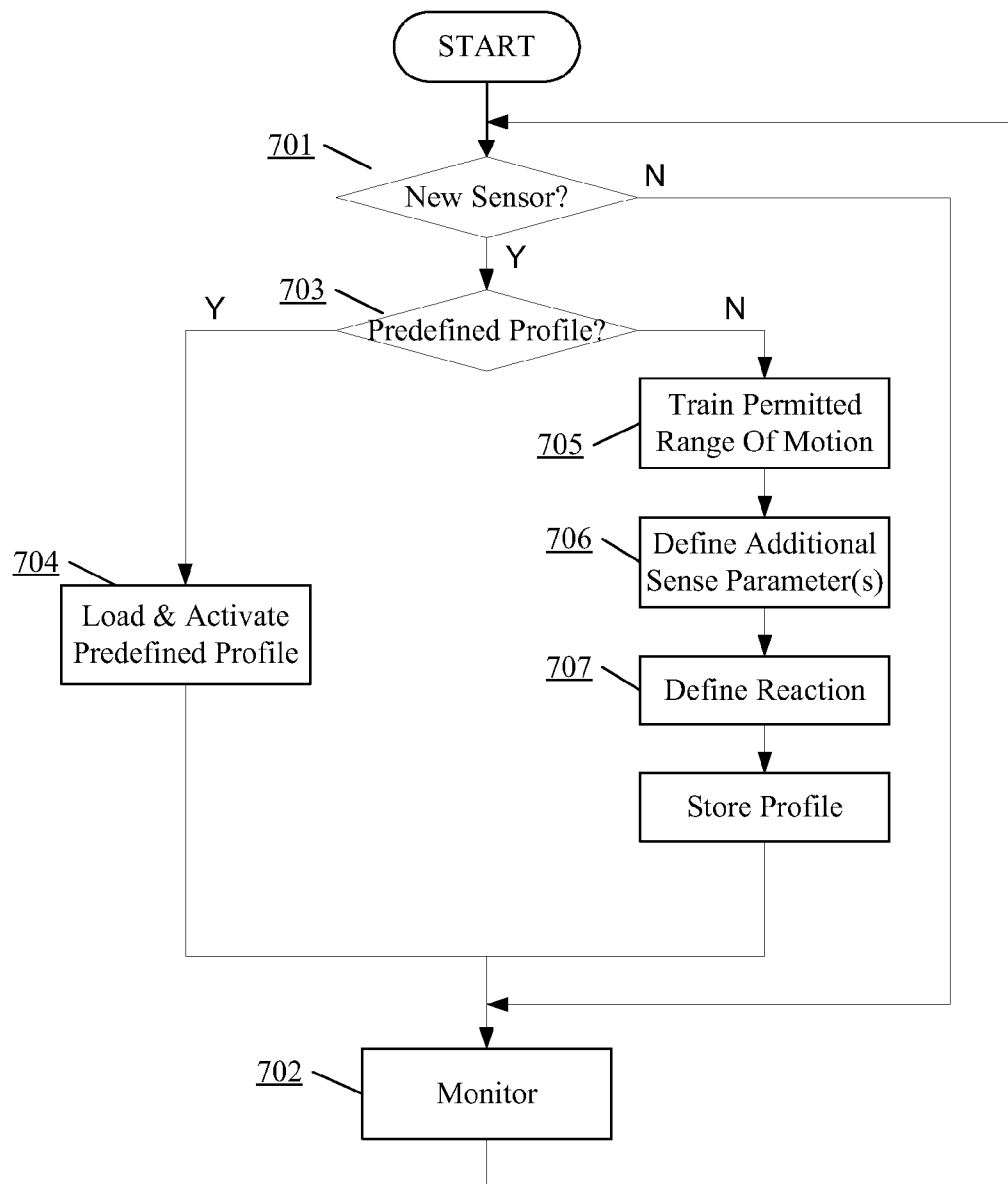 START
701
New Sensor?
N
Y
703
Predefined Profile?
Y
N
Train Permitted
Range Of Motion
705
706
Define Additional
Sense Parameter(s)
704
Load & Activate
Predefined Profile
707
Define Reaction
Store Profile
702
Monitor